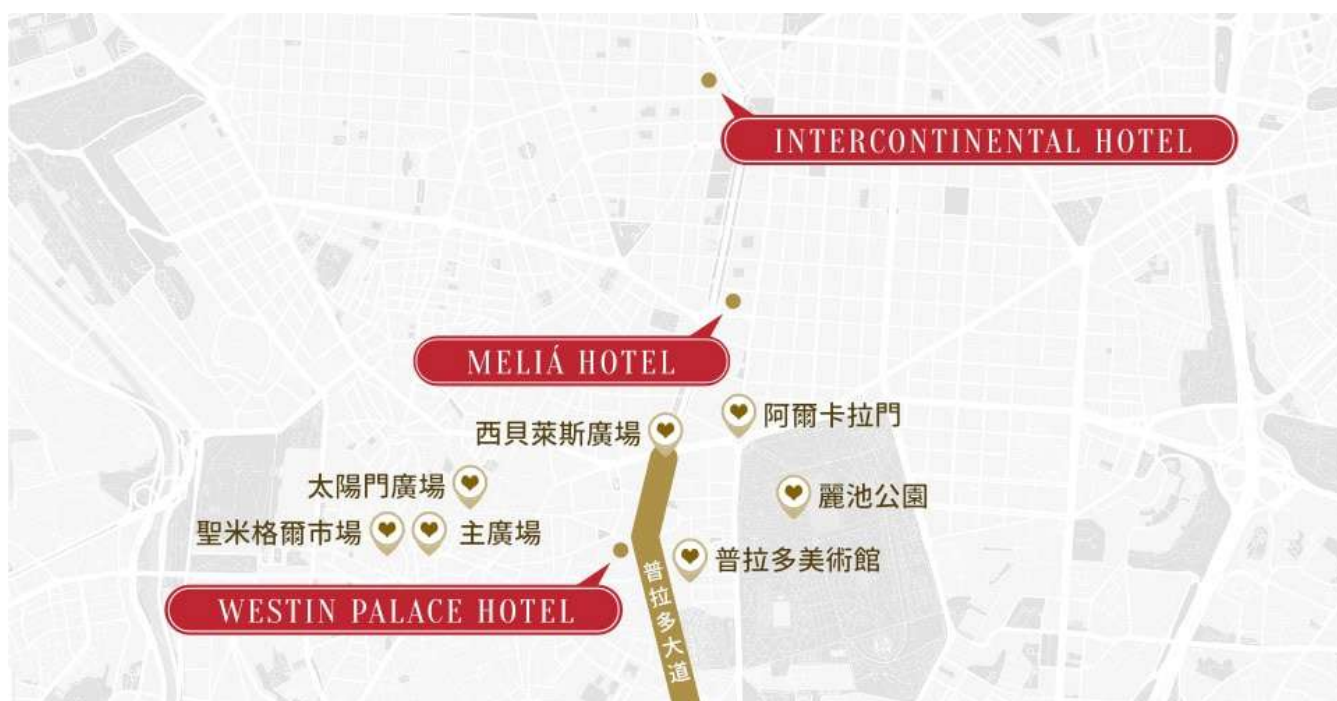 INTERCONTINENTAL HOTEL
MELIÁ HOTEL
阿爾卡拉門
西貝萊斯廣場
太陽門廣場
麗池公園
聖米格爾市場
主廣場
普拉多美術館
WESTIN PALACE HOTEL
普拉多大道